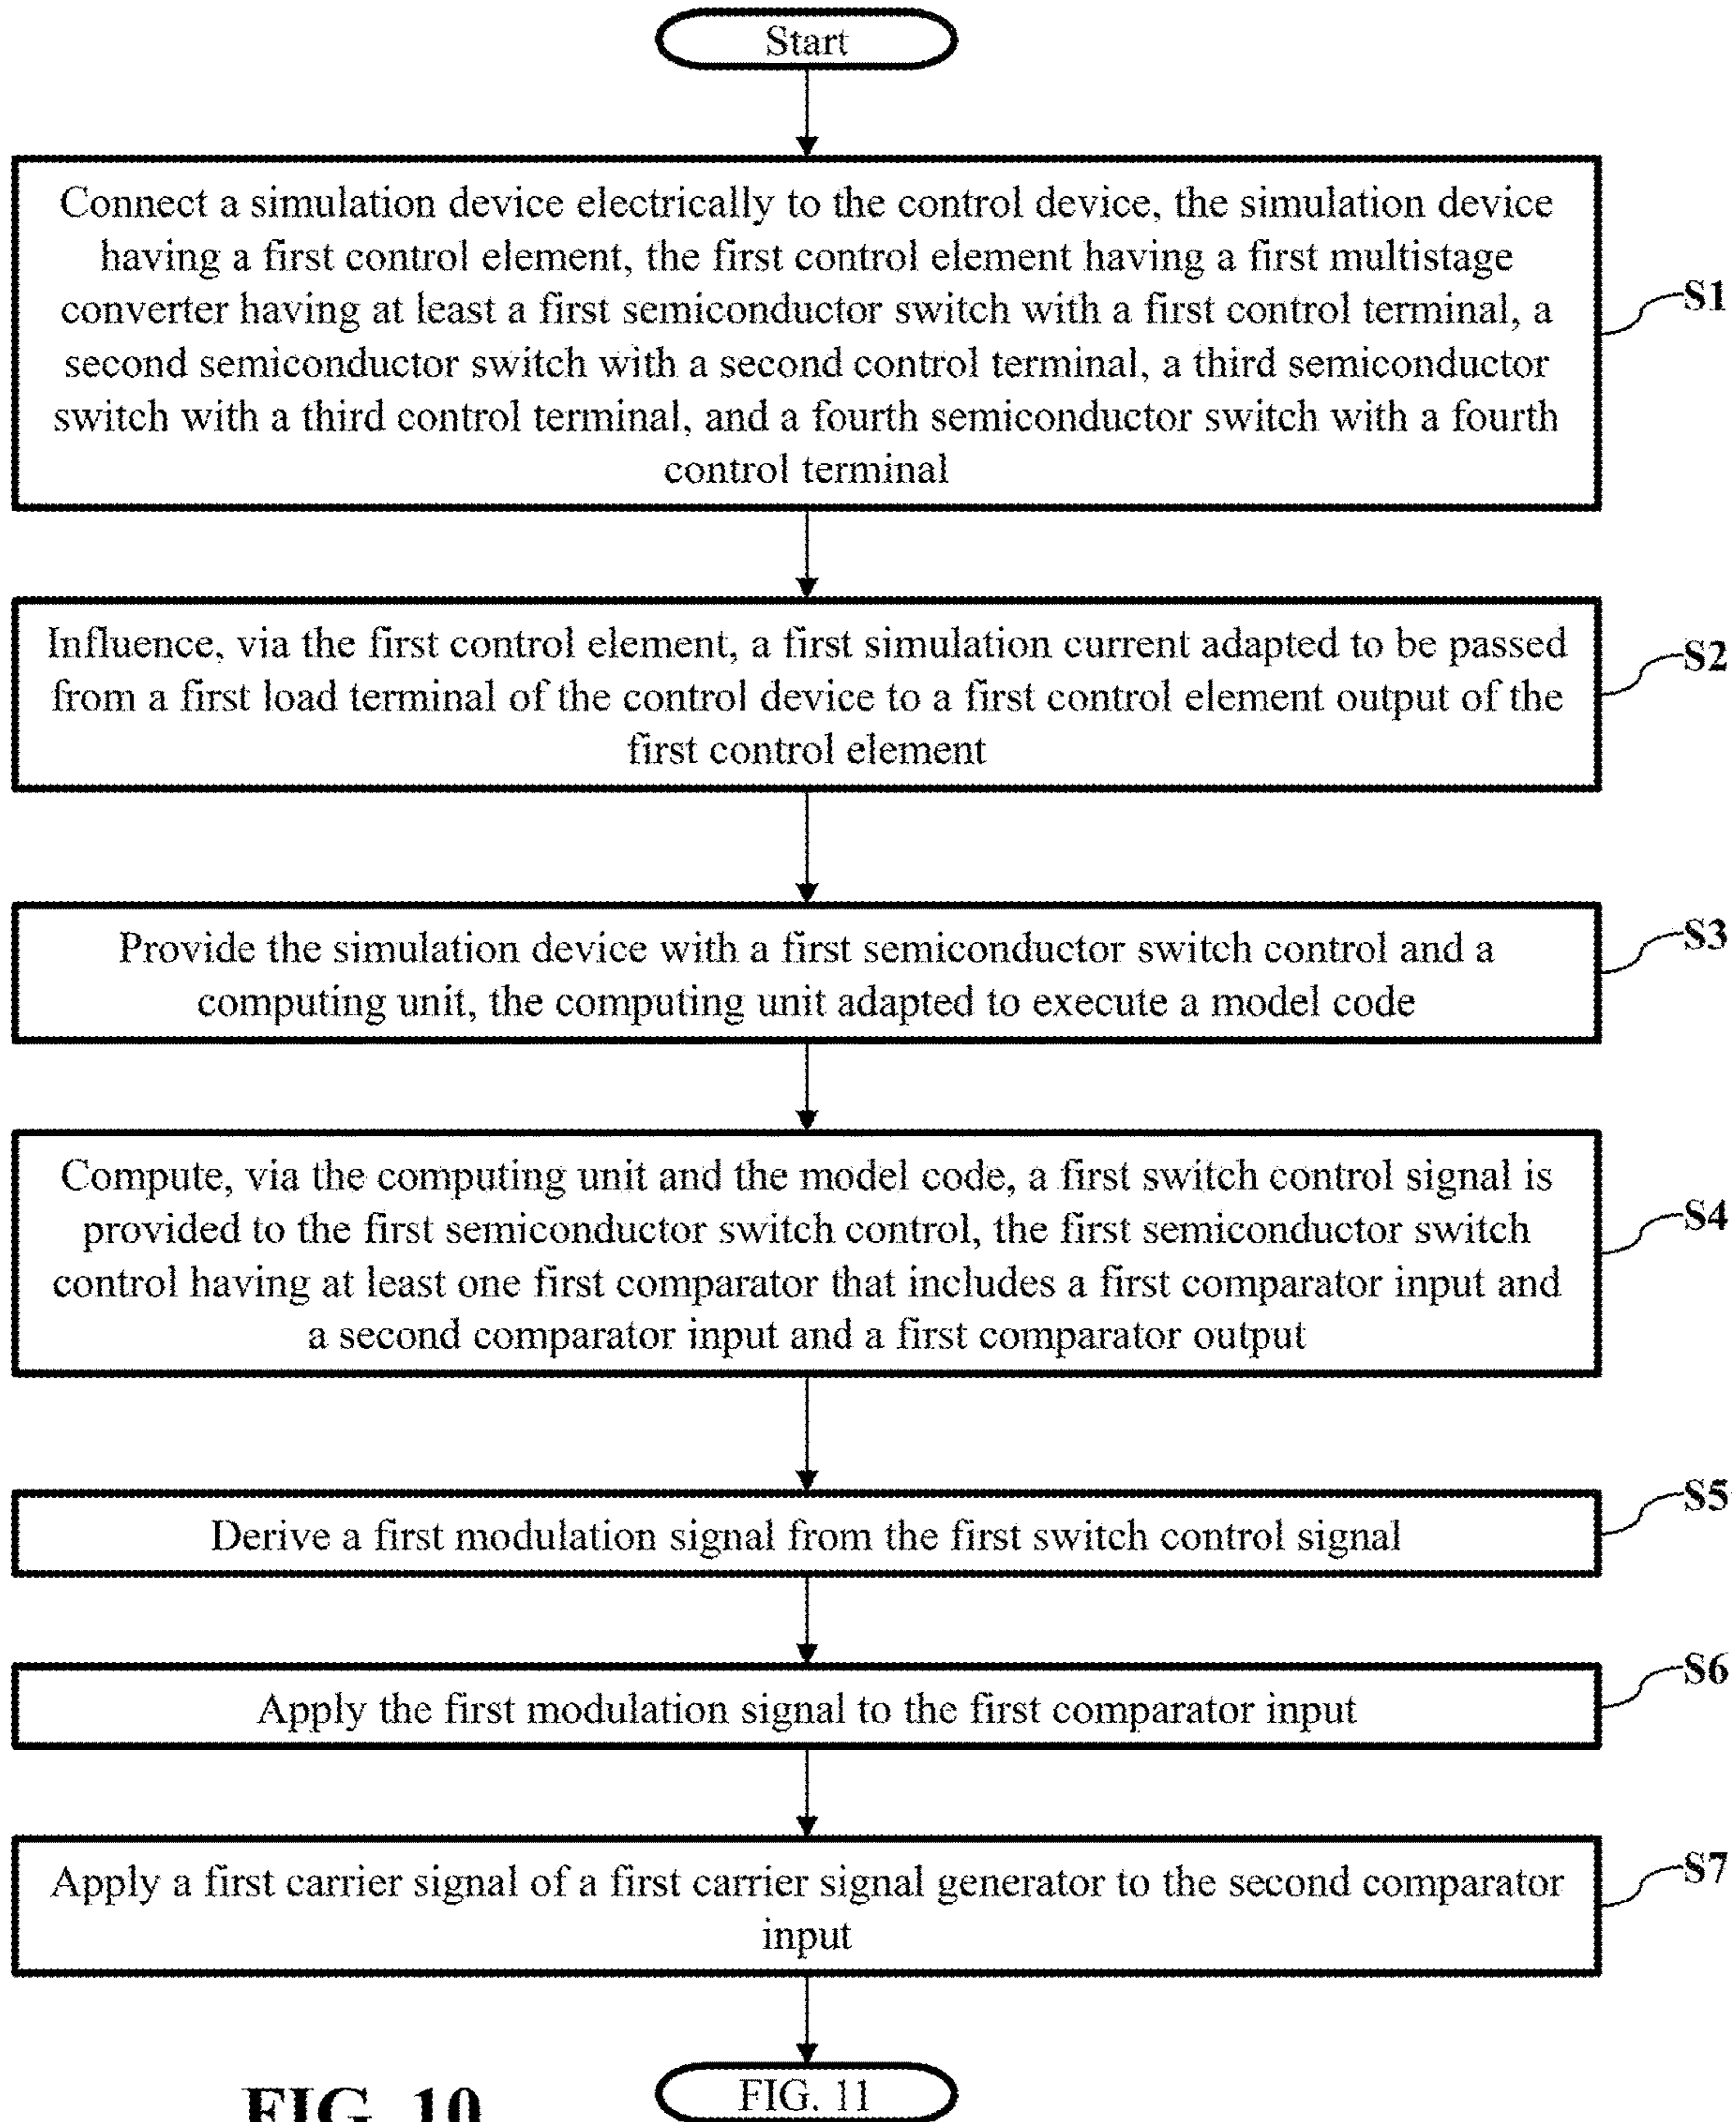 Start
Connect a simulation device electrically to the control device, the simulation device
having a first control element, the first control element having a first multistage
converter having at least a first semiconductor switch with a first control terminal, a
second semiconductor switch with a second control terminal, a third semiconductor
switch with a third control terminal, and a fourth semiconductor switch with a fourth
control terminal
S1
Influence, via the first control element, a first simulation current adapted to be passed
from a first load terminal of the control device to a first control element output of the
first control element
S2
Provide the simulation device with a first semiconductor switch control and a
computing unit, the computing unit adapted to execute a model code
S3
Compute, via the computing unit and the model code, a first switch control signal is
provided to the first semiconductor switch control, the first semiconductor switch
control having at least one first comparator that includes a first comparator input and
a second comparator input and a first comparator output
S4
Derive a first modulation signal from the first switch control signal
S5
Apply the first modulation signal to the first comparator input
S6
Apply a first carrier signal of a first carrier signal generator to the second comparator
input
S7
FIG. 11
FIG. 10